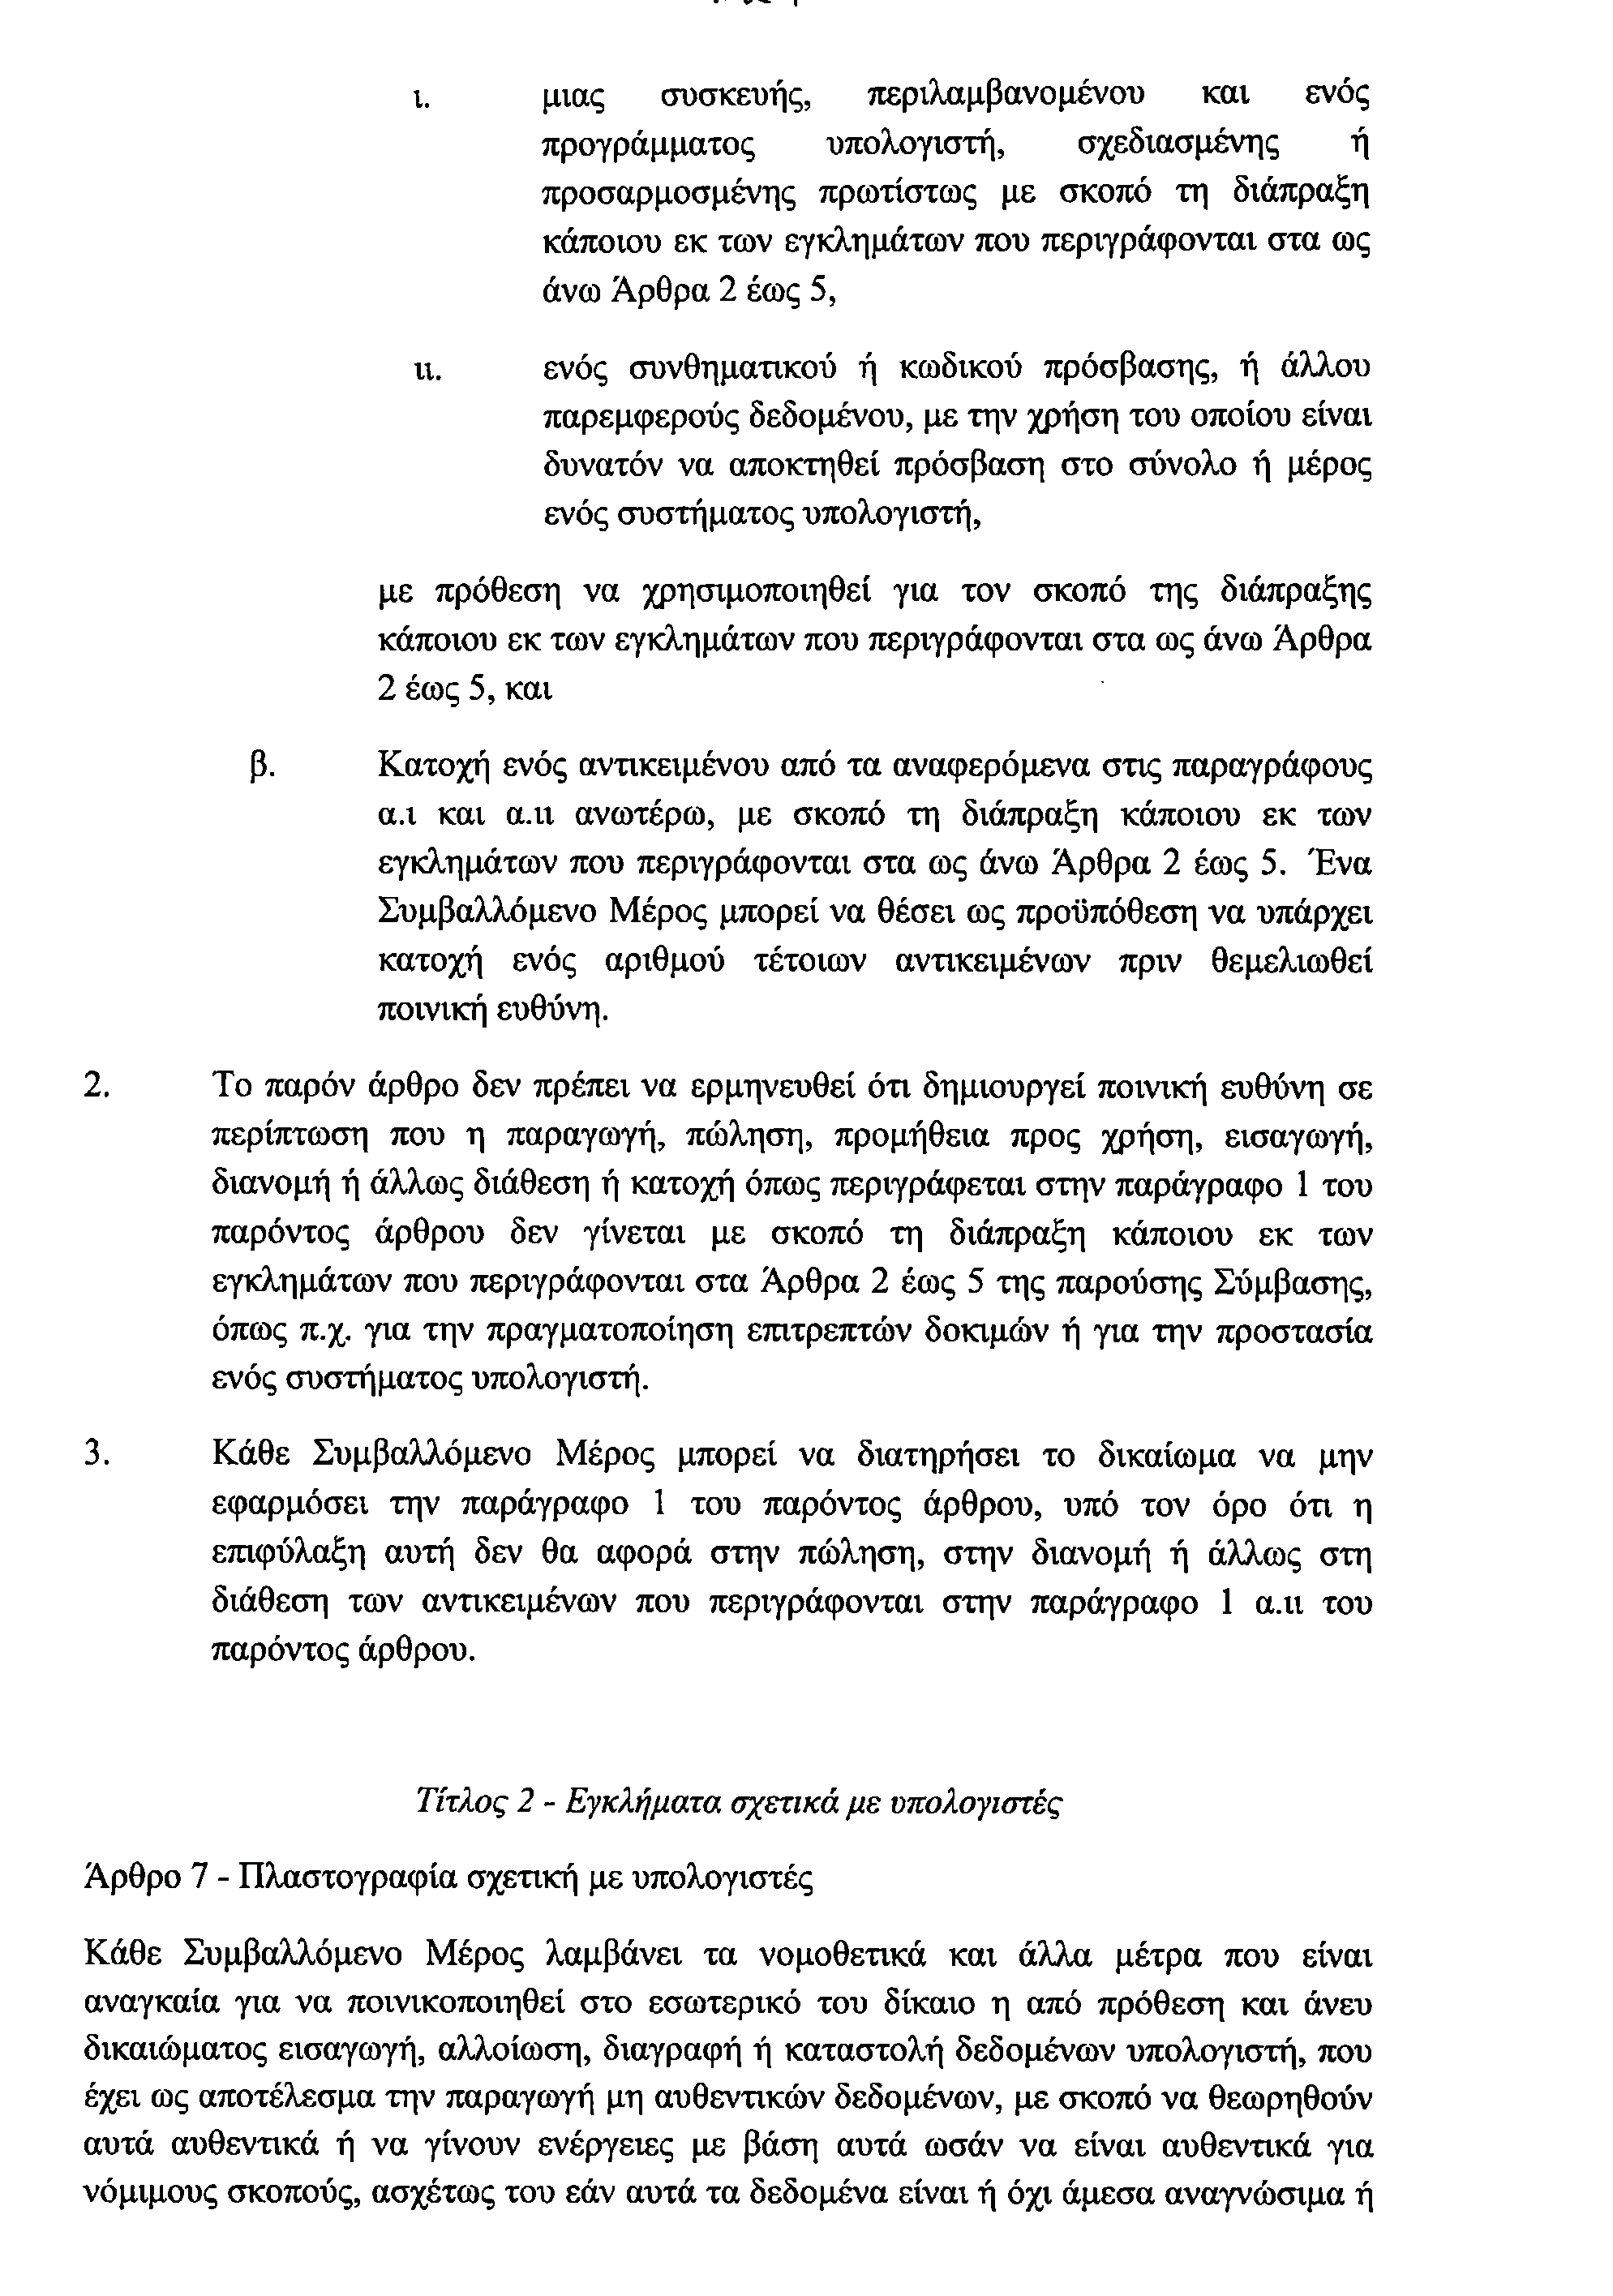 ι. μιας συσκευής, περιλαμβανομένου και ενός
προγράμματος υπολογιστή, σχεδιασμένης ή
προσαρμοσμένης πρωτίστως με σκοπό τη διάπραξη
κάποιου εκ των εγκλημάτων που περιγράφονται στα ως
άνω Άρθρα 2 έως 5,
ιι. ενός συνθηματικού ή κωδικού πρόσβασης, ή άλλου
παρεμφερούς δεδομένου, με την χρήση του οποίου είναι
δυνατόν να αποκτηθεί πρόσβαση στο σύνολο ή μέρος
ενός συστήματος υπολογιστή,
με πρόθεση να χρησιμοποιηθεί για τον σκοπό της διάπραξης
κάποιου εκ των εγκλημάτων που περιγράφονται στα ως άνω Άρθρα
2 έως 5, και
β. Κατοχή ενός αντικειμένου από τα αναφερόμενα στις παραγράφους
α.ι και α.ιι ανωτέρω, με σκοπό τη διάπραξη κάποιου εκ των
εγκλημάτων που περιγράφονται στα ως άνω Άρθρα 2 έως 5. Ένα
Συμβαλλόμενο Μέρος μπορεί να θέσει ως προϋπόθεση να υπάρχει
κατοχή ενός αριθμού τέτοιων αντικειμένων πριν θεμελιωθεί
ποινική ευθύνη.
2. Το παρόν άρθρο δεν πρέπει να ερμηνευθεί ότι δημιουργεί ποινική ευθύνη σε
περίπτωση που η παραγωγή, πώληση, προμήθεια προς χρήση, εισαγωγή,
διανομή ή άλλως διάθεση ή κατοχή όπως περιγράφεται στην παράγραφο 1 του
παρόντος άρθρου δεν γίνεται με σκοπό τη διάπραξη κάποιου εκ των
εγκλημάτων που περιγράφονται στα Άρθρα 2 έως 5 της παρούσης Σύμβασης,
όπως π.χ. για την πραγματοποίηση επιτρεπτών δοκιμών ή για την προστασία
ενός συστήματος υπολογιστή.
3. Κάθε Συμβαλλόμενο Μέρος μπορεί να διατηρήσει το δικαίωμα να μην
εφαρμόσει την παράγραφο 1 του παρόντος άρθρου, υπό τον όρο ότι η
επιφύλαξη αυτή δεν θα αφορά στην πώληση, στην διανομή ή άλλως στη
διάθεση των αντικειμένων που περιγράφονται στην παράγραφο 1 α.ιι του
παρόντος άρθρου.
Τίτλος 2 - Εγκλήματα σχετικά με υπολογιστές
Άρθρο 7 - Πλαστογραφία σχετική με υπολογιστές
Κάθε Συμβαλλόμενο Μέρος λαμβάνει τα νομοθετικά και άλλα μέτρα που είναι
αναγκαία για να ποινικοποιηθεί στο εσωτερικό του δίκαιο η από πρόθεση και άνευ
δικαιώματος εισαγωγή, αλλοίωση, διαγραφή ή καταστολή δεδομένων υπολογιστή, που
έχει ως αποτέλεσμα την παραγωγή μη αυθεντικών δεδομένων, με σκοπό να θεωρηθούν
αυτά αυθεντικά ή να γίνουν ενέργειες με βάση αυτά ωσάν να είναι αυθεντικά για
νόμιμους σκοπούς, ασχέτως του εάν αυτά τα δεδομένα είναι ή όχι άμεσα αναγνώσιμα ή